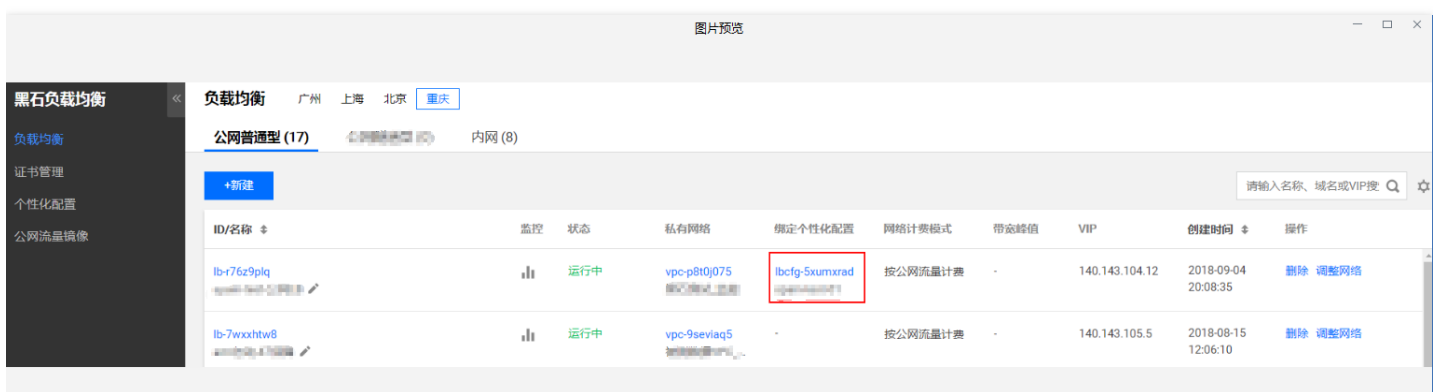 图片预览
黑石负载均衡
负载均衡 广州 上海 北京 重庆
负载均衡
证书管理
个性化配置
公网流量镜像
公网普通型 (17) 内网 (8)
+新建 请输入名称、域名或VIP搜
ID/名称 监控 状态 私有网络 绑定个性化配置 网络计费模式 带宽峰值 VIP 创建时间 操作
lb-r76z9plq 运行中 vpc-p8t0j075 lbcfg-5xumxrad 按公网流量计费 - 140.143.104.12 2018-09-04 删除 调整网络
20:08:35
lb-7wxxhtw8 运行中 vpc-9seviaq5 - 按公网流量计费 - 140.143.105.5 2018-08-15 删除 调整网络
12:06:10